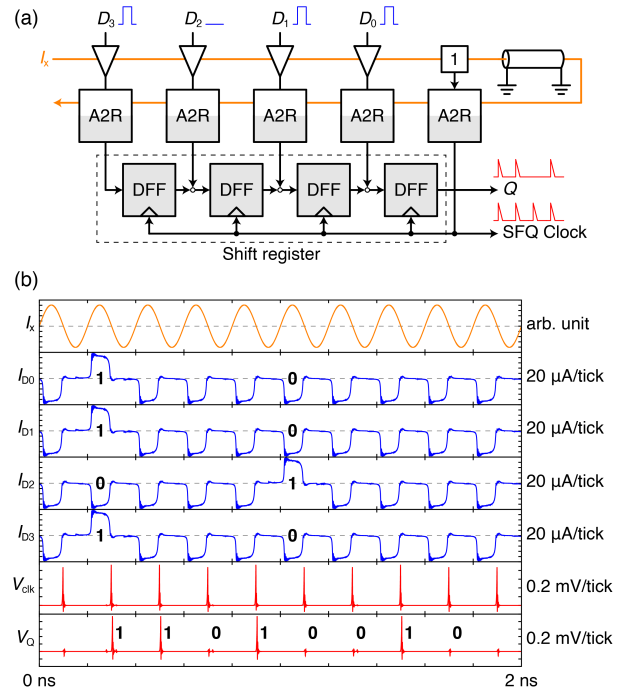 (a)
D3 D2 D1 D0
Ix 1
A2R A2R A2R A2R A2R
DFF DFF DFF DFF
Q
SFQ Clock
Shift register
(b)
Ix arb. unit
ID0 1 0 20 µA/tick
ID1 1 0 20 µA/tick
ID2 0 1 20 µA/tick
ID3 1 0 20 µA/tick
Vclk 0.2 mV/tick
VQ 1 1 0 1 0 0 1 0 0.2 mV/tick
0 ns 2 ns